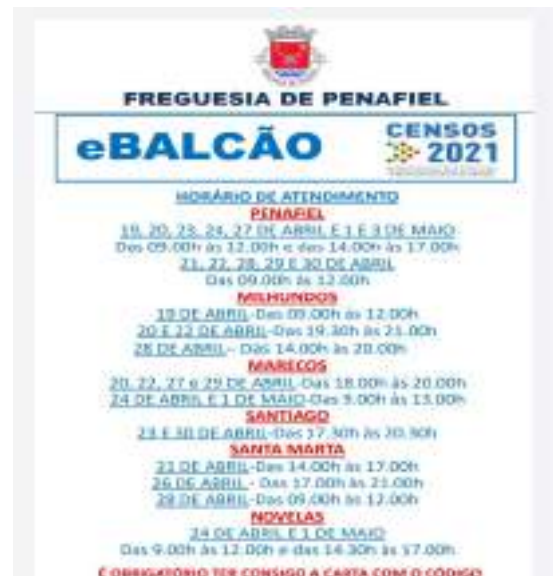 FREGUESIA DE PENAFIEL
eBALCÃO
CENSOS
2021
HORÁRIO DE ATENDIMENTO
PENAFIEL
19, 20, 23, 24, 27 DE ABRIL E 1 E 3 DE MAIO
Das 09.00h às 12.00h e das 14.00h às 17.00h
21, 22, 28, 29 E 30 DE ABRIL
Das 09.00h às 12.00h
MILHUNDOS
19 DE ABRIL-Das 09.00h às 12.00h
20 E 22 DE ABRIL-Das 19.30h às 21.00h
28 DE ABRIL- Das 14.00h às 20.00h
MARECOS
20, 22, 27 e 29 DE ABRIL-Das 18.00h às 20.00h
24 DE ABRIL E 1 DE MAIO-Das 9.00h às 13.00h
SANTIAGO
23 E 30 DE ABRIL-Das 17.30h às 20.30h
SANTA MARTA
21 DE ABRIL-Das 14.00h às 17.00h
26 DE ABRIL - Das 17.00h às 21.00h
28 DE ABRIL-Das 09.00h às 12.00h
NOVELAS
24 DE ABRIL E 1 DE MAIO
Das 9.00h às 12.00h e das 14.30h às 17.00h
É OBRIGATÓRIO TER CONSIGO A CARTA COM O CÓDIGO